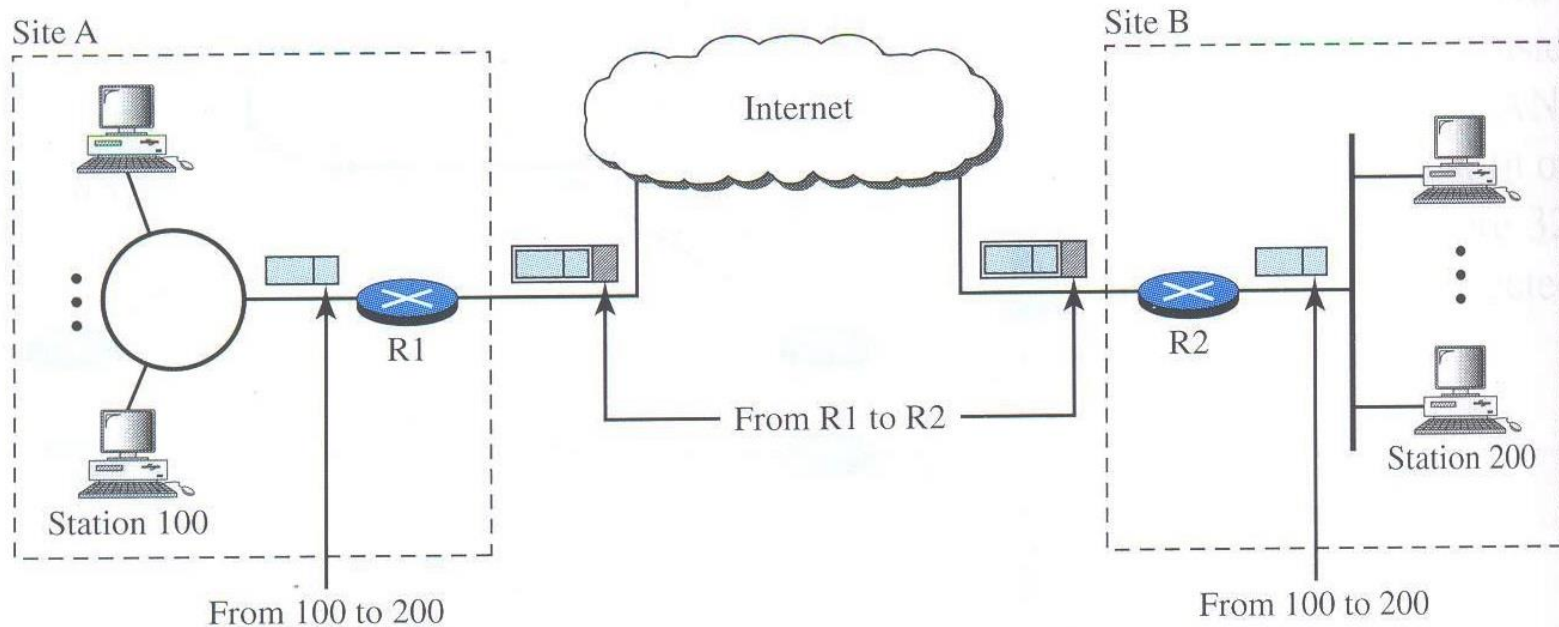 Site A
Site B
Internet
R1
R2
From R1 to R2
Station 100
Station 200
From 100 to 200
From 100 to 200